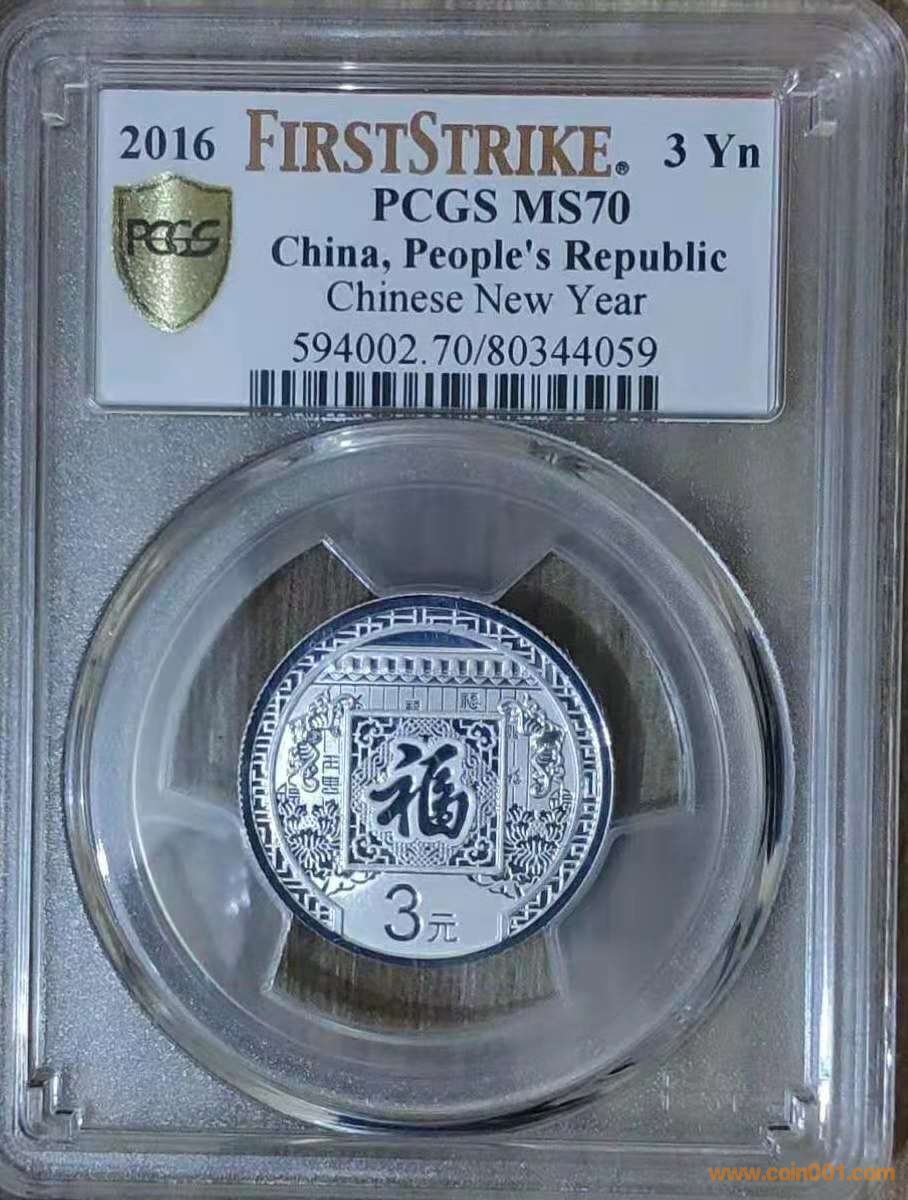 2016 FIRSTSTRIKE® 3 Yn
PCGS
PCGS MS70
China, People's Republic
Chinese New Year
594002.70/80344059
福
3元
www.coin001.com